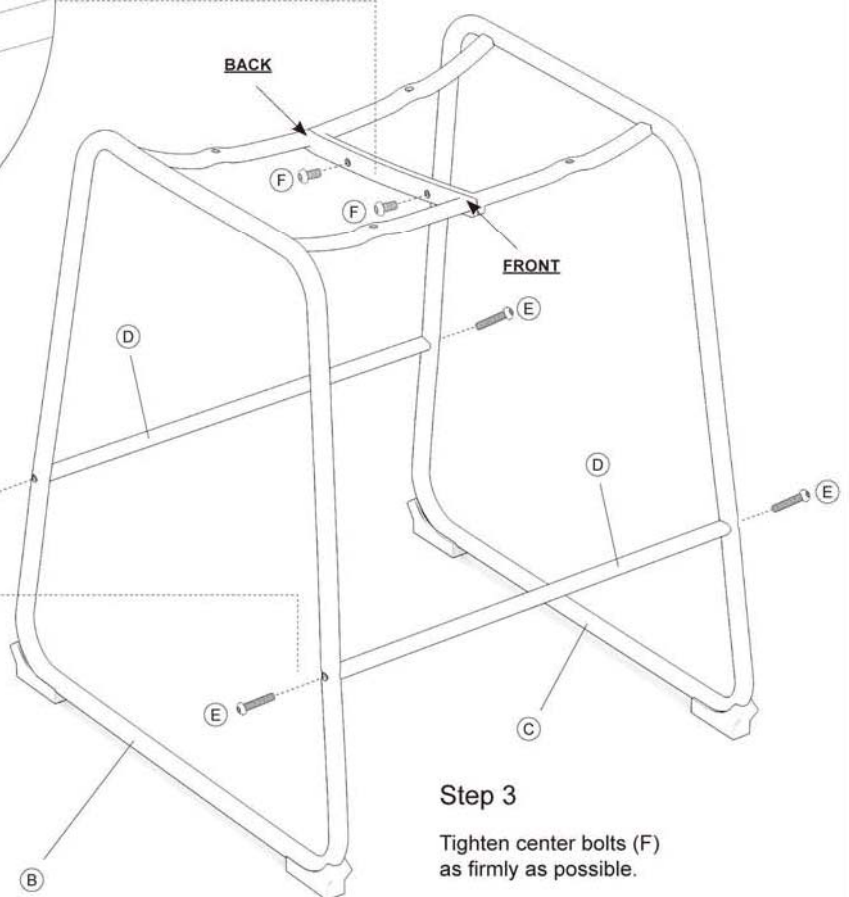 BACK
F
F
FRONT
E
D
D
E
E
C
B
Step 3
Tighten center bolts (F)
as firmly as possible.